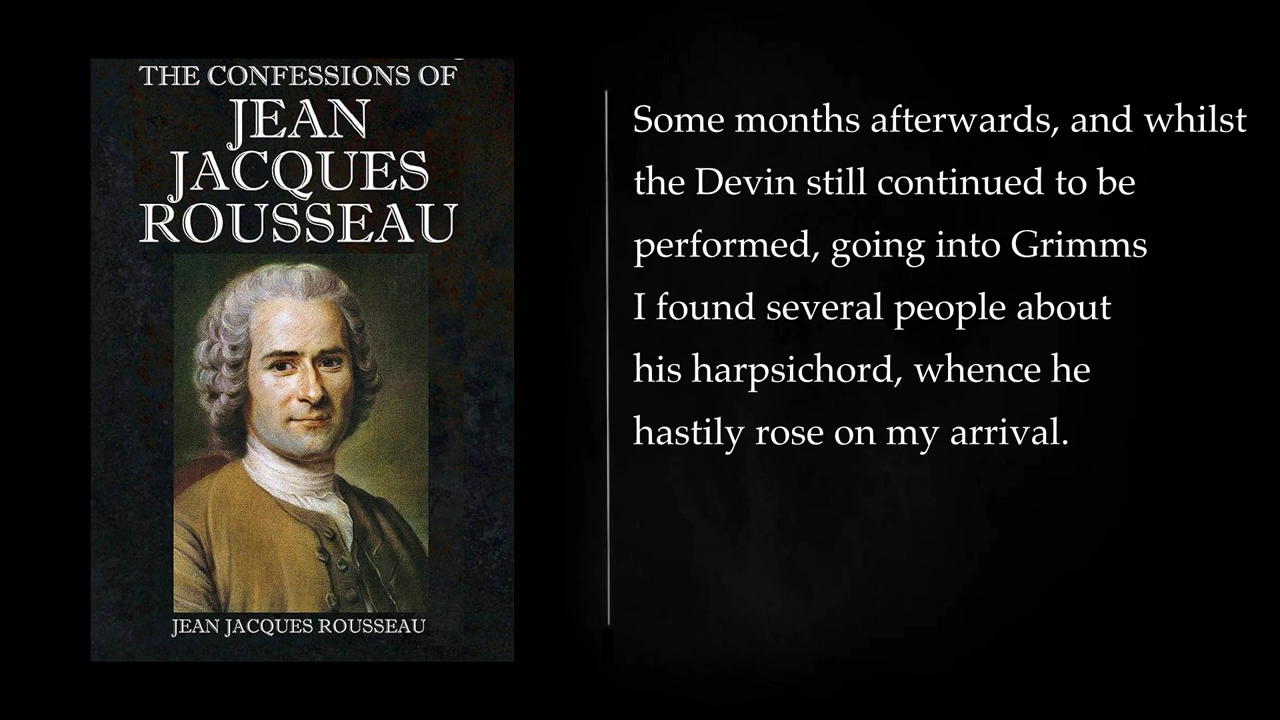 THE CONFESSIONS OF
JEAN
JACQUES
ROUSSEAU
JEAN JACQUES ROUSSEAU
Some months afterwards, and whilst
the Devin still continued to be
performed, going into Grimms
I found several people about
his harpsichord, whence he
hastily rose on my arrival.